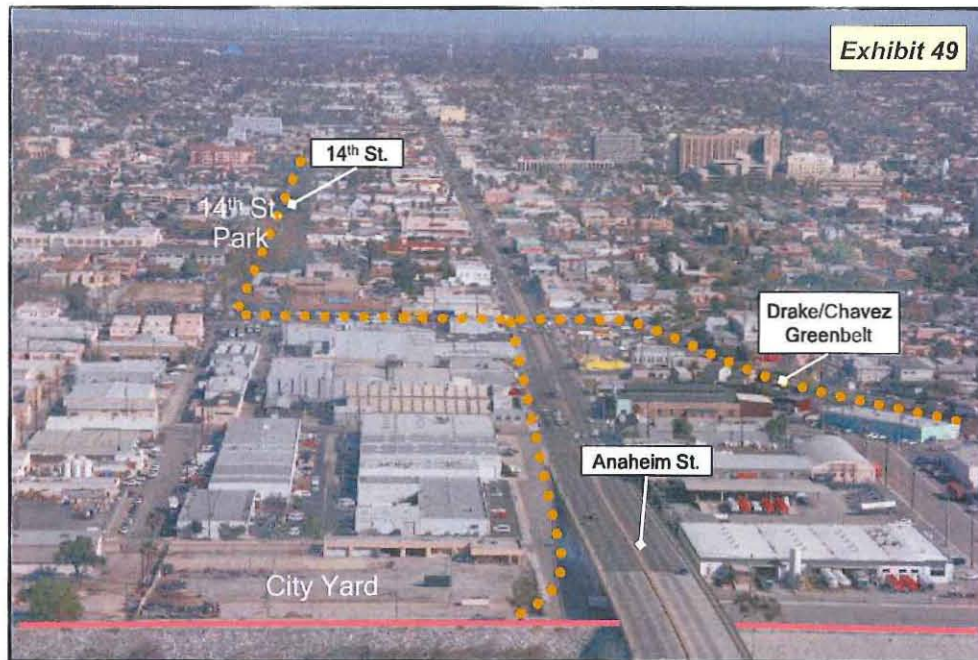 Exhibit 49
14th St.
14th St
Park
Drake/Chavez
Greenbelt
Anaheim St.
City Yard